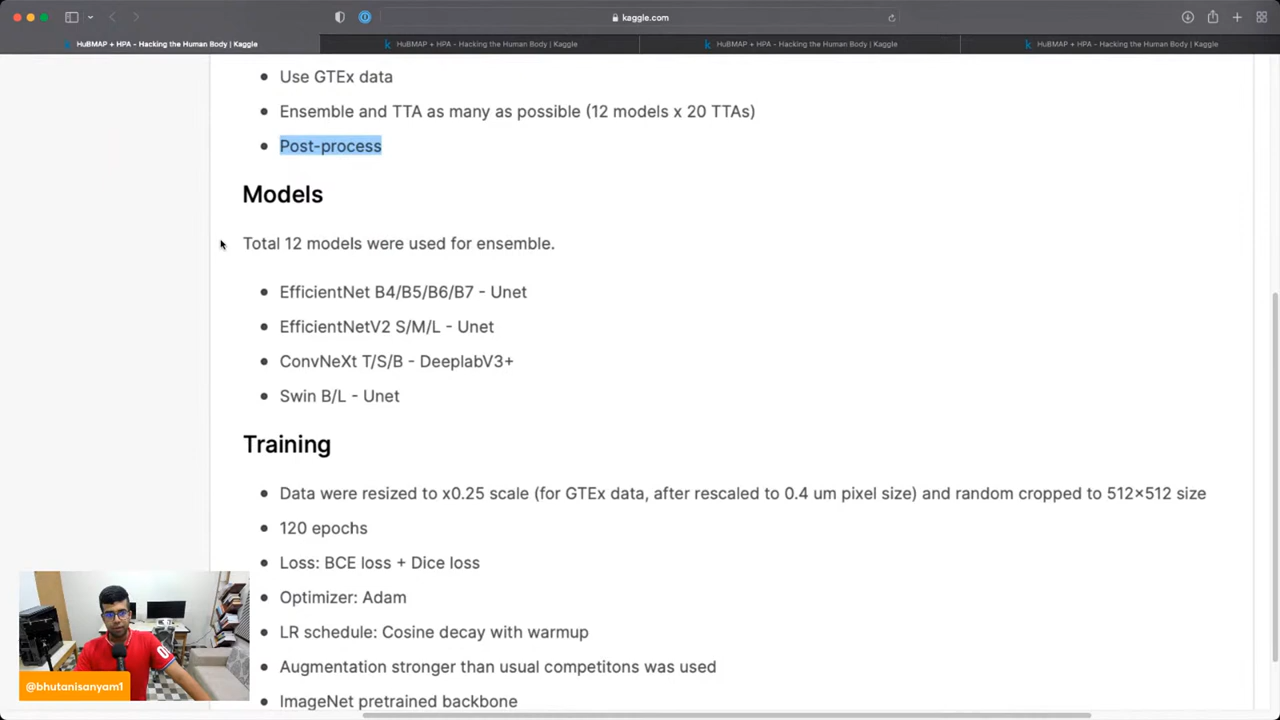 kaggle.com
HuBMAP + HPA - Hacking the Human Body | Kaggle
HuBMAP + HPA - Hacking the Human Body | Kaggle
HuBMAP + HPA - Hacking the Human Body | Kaggle
HuBMAP + HPA - Hacking the Human Body | Kaggle
Use GTEx data
Ensemble and TTA as many as possible (12 models x 20 TTAs)
Post-process
Models
Total 12 models were used for ensemble.
EfficientNet B4/B5/B6/B7 - Unet
EfficientNetV2 S/M/L - Unet
ConvNeXt T/S/B - DeeplabV3+
Swin B/L - Unet
Training
Data were resized to x0.25 scale (for GTEx data, after rescaled to 0.4 um pixel size) and random cropped to 512×512 size
120 epochs
Loss: BCE loss + Dice loss
Optimizer: Adam
LR schedule: Cosine decay with warmup
Augmentation stronger than usual competitons was used
ImageNet pretrained backbone
@bhutanisanyam1